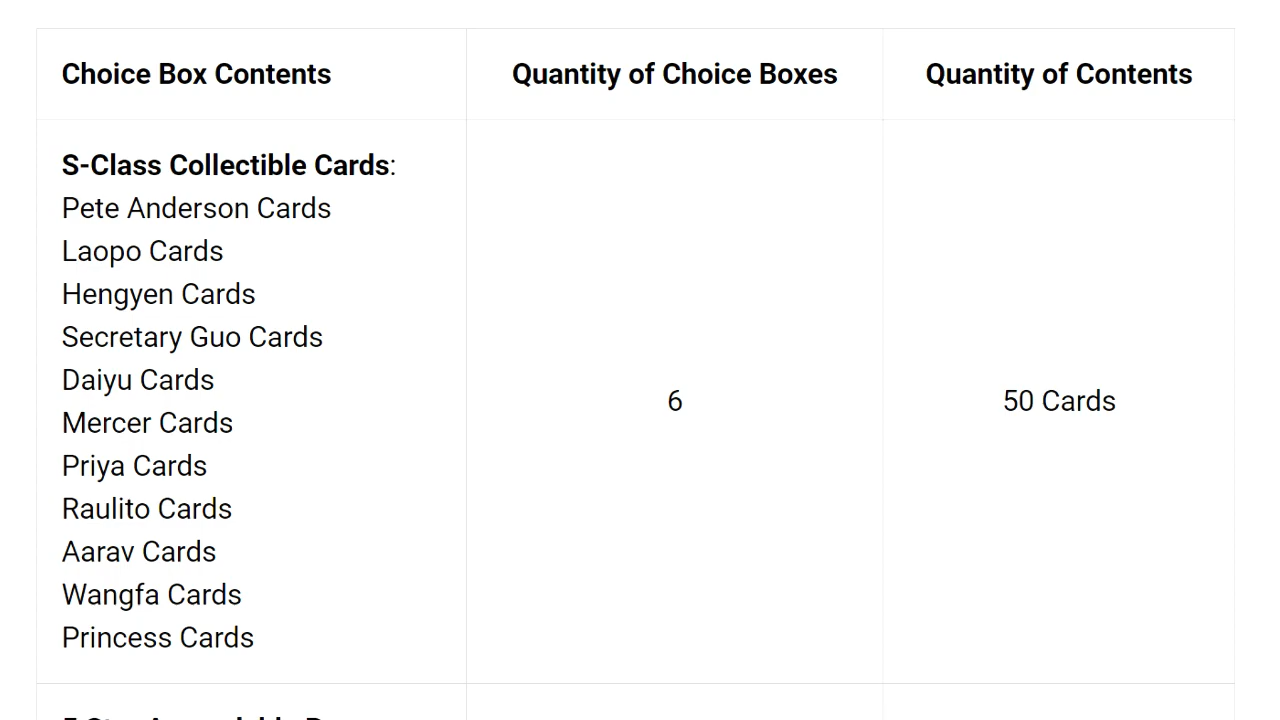 Choice Box Contents
Quantity of Choice Boxes
Quantity of Contents
S-Class Collectible Cards:
Pete Anderson Cards
Laopo Cards
Hengyen Cards
Secretary Guo Cards
Daiyu Cards
Mercer Cards
Priya Cards
Raulito Cards
Aarav Cards
Wangfa Cards
Princess Cards
6
50 Cards